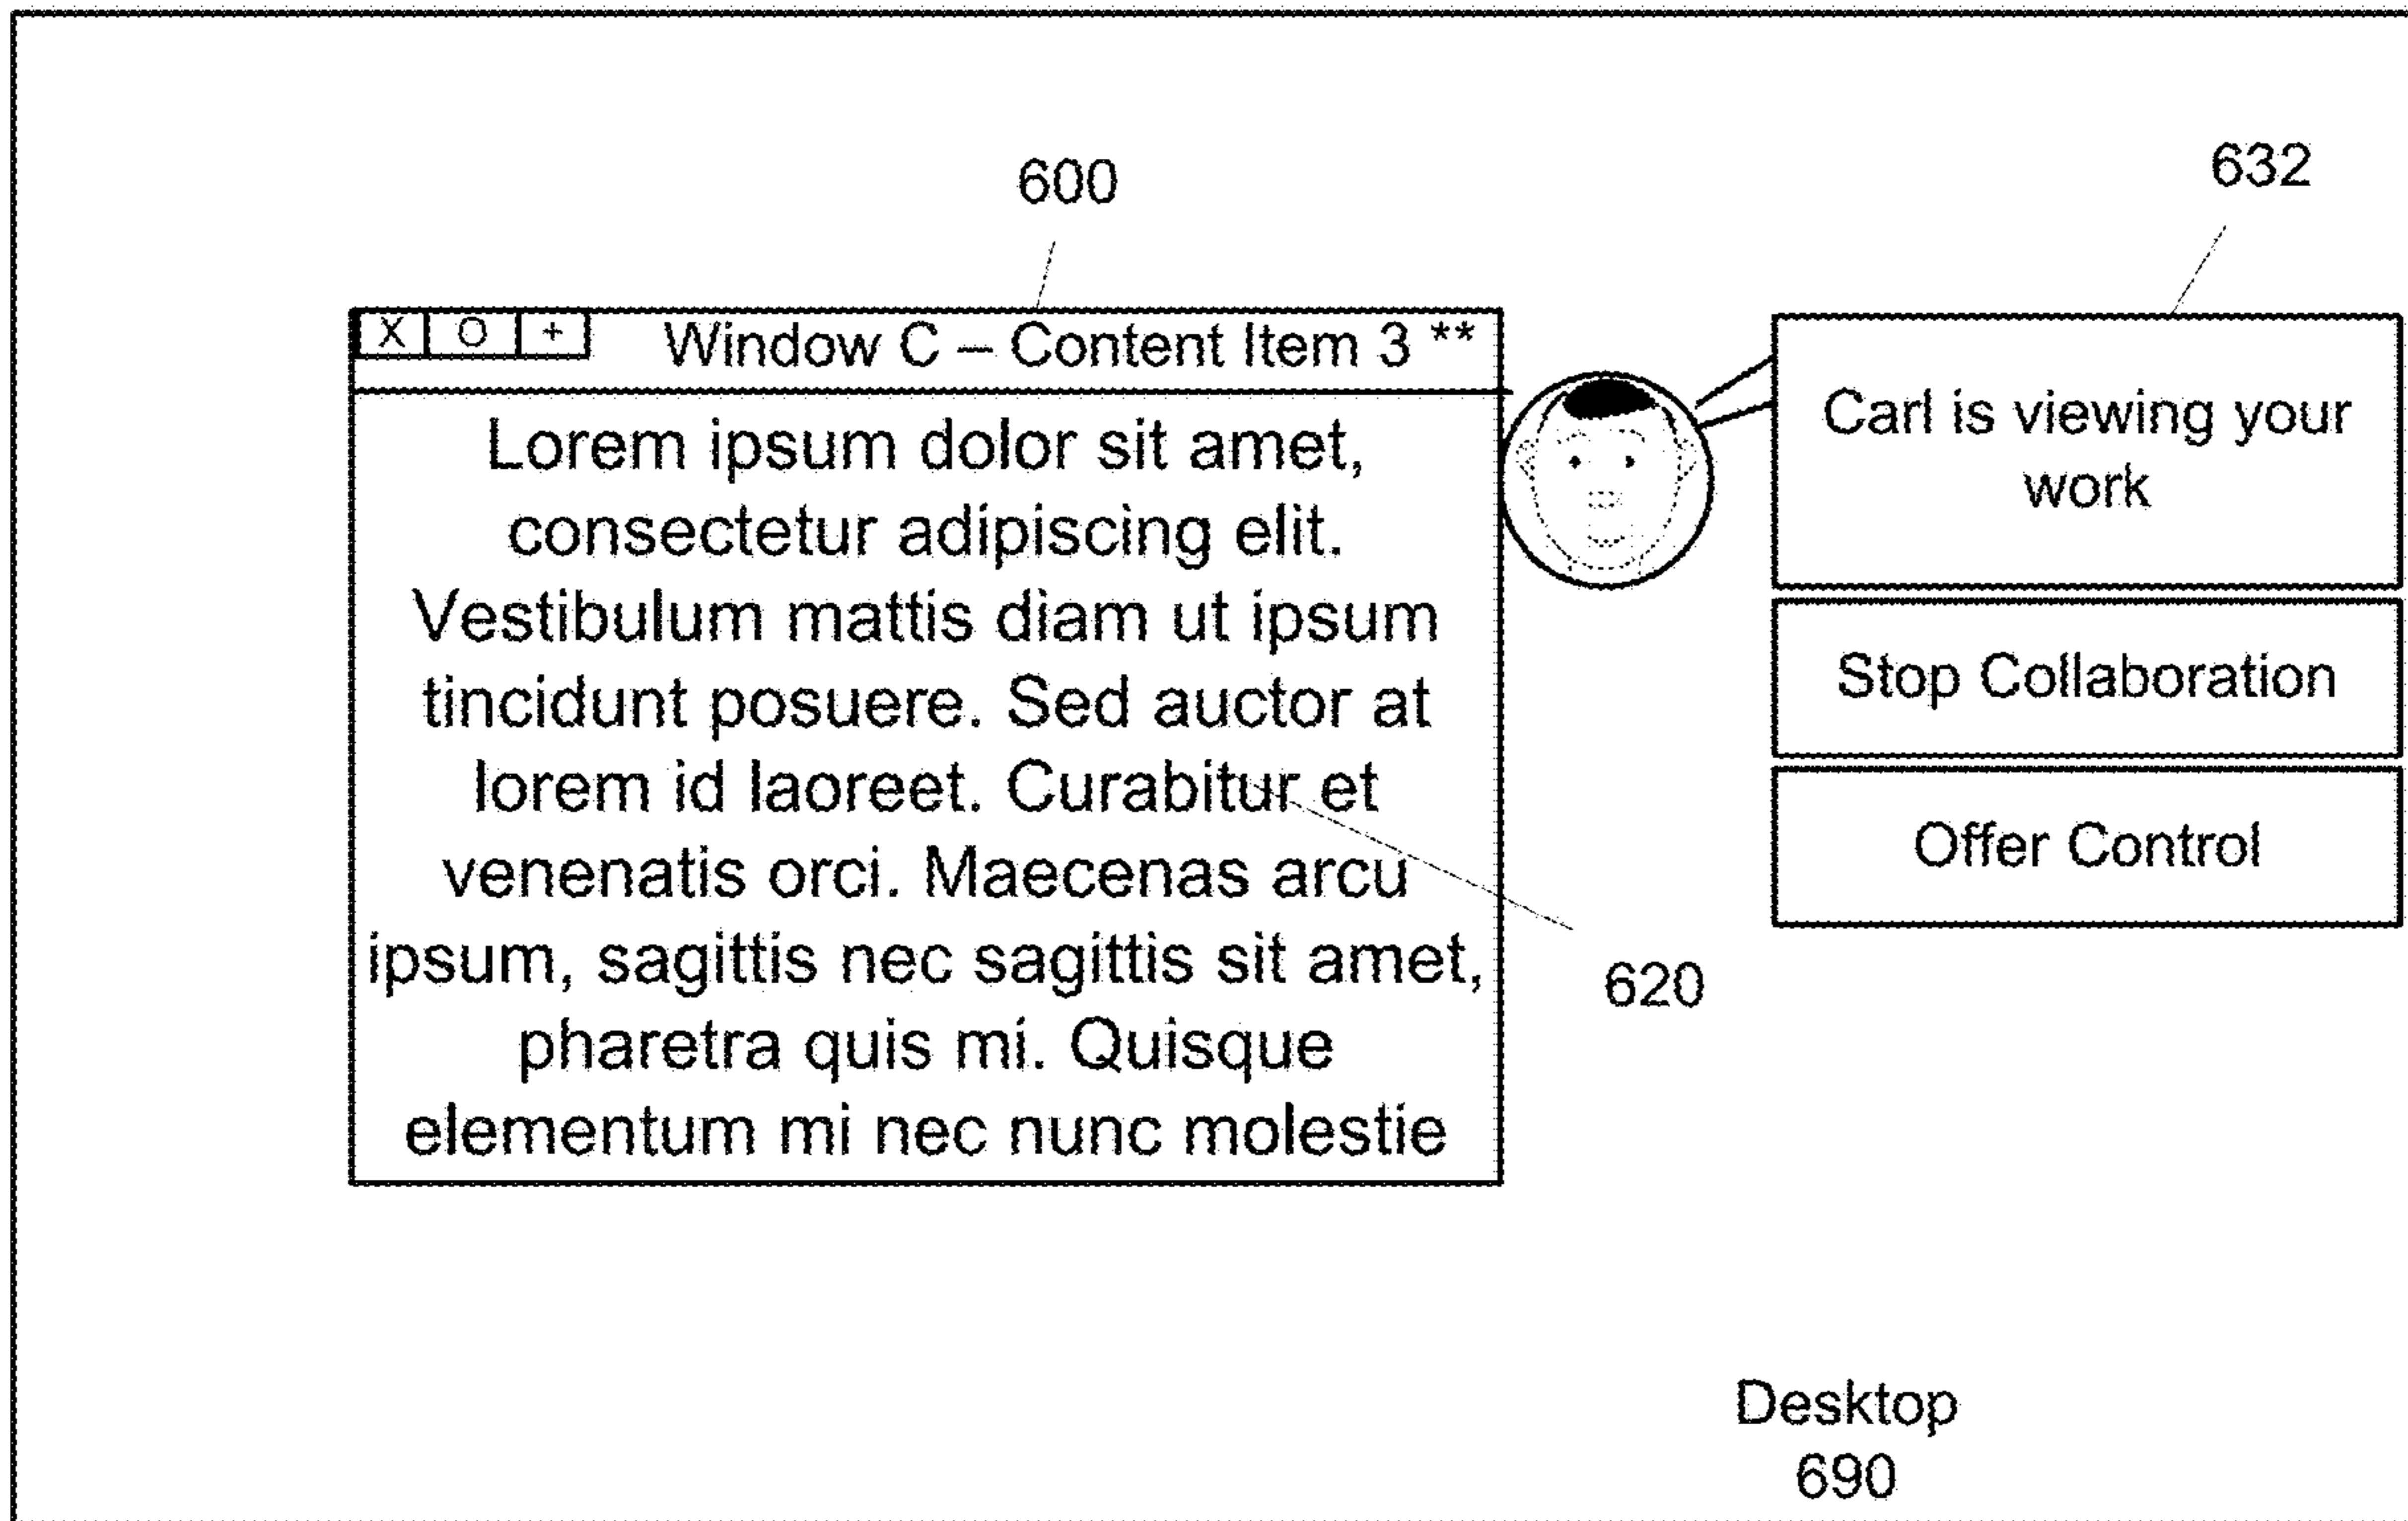 600
632
X O +
Window C – Content Item 3 **
Lorem ipsum dolor sit amet,
consectetur adipiscing elit.
Vestibulum mattis diam ut ipsum
tincidunt posuere. Sed auctor at
lorem id laoreet. Curabitur et
venenatis orci. Maecenas arcu
ipsum, sagittis nec sagittis sit amet,
pharetra quis mi. Quisque
elementum mi nec nunc molestie
Carl is viewing your
work
Stop Collaboration
Offer Control
620
Desktop
690